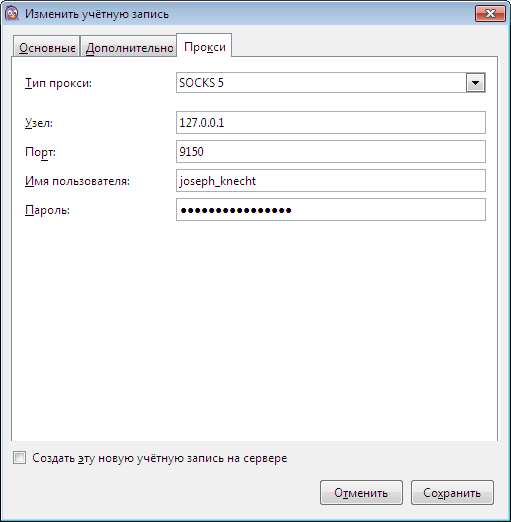 Изменить учётную запись
Основные Дополнительно Прокси
Тип прокси: SOCKS 5
Узел: 127.0.0.1
Порт: 9150
Имя пользователя: joseph_knecht
Пароль: ●●●●●●●●●●●●●●●●
Создать эту новую учётную запись на сервере
Отменить Сохранить